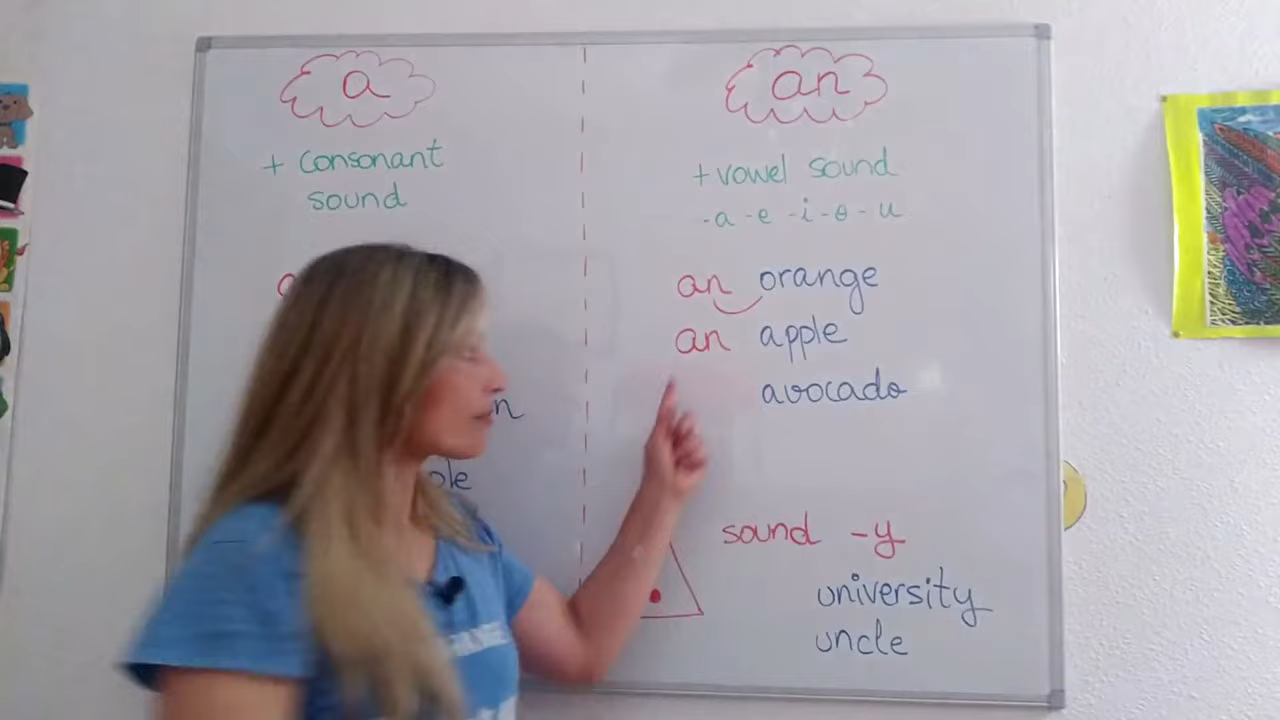 a
+ consonant
sound
an
+ vowel sound
-a -e -i -o - u
an orange
an apple
avocado
sound -y
university
uncle